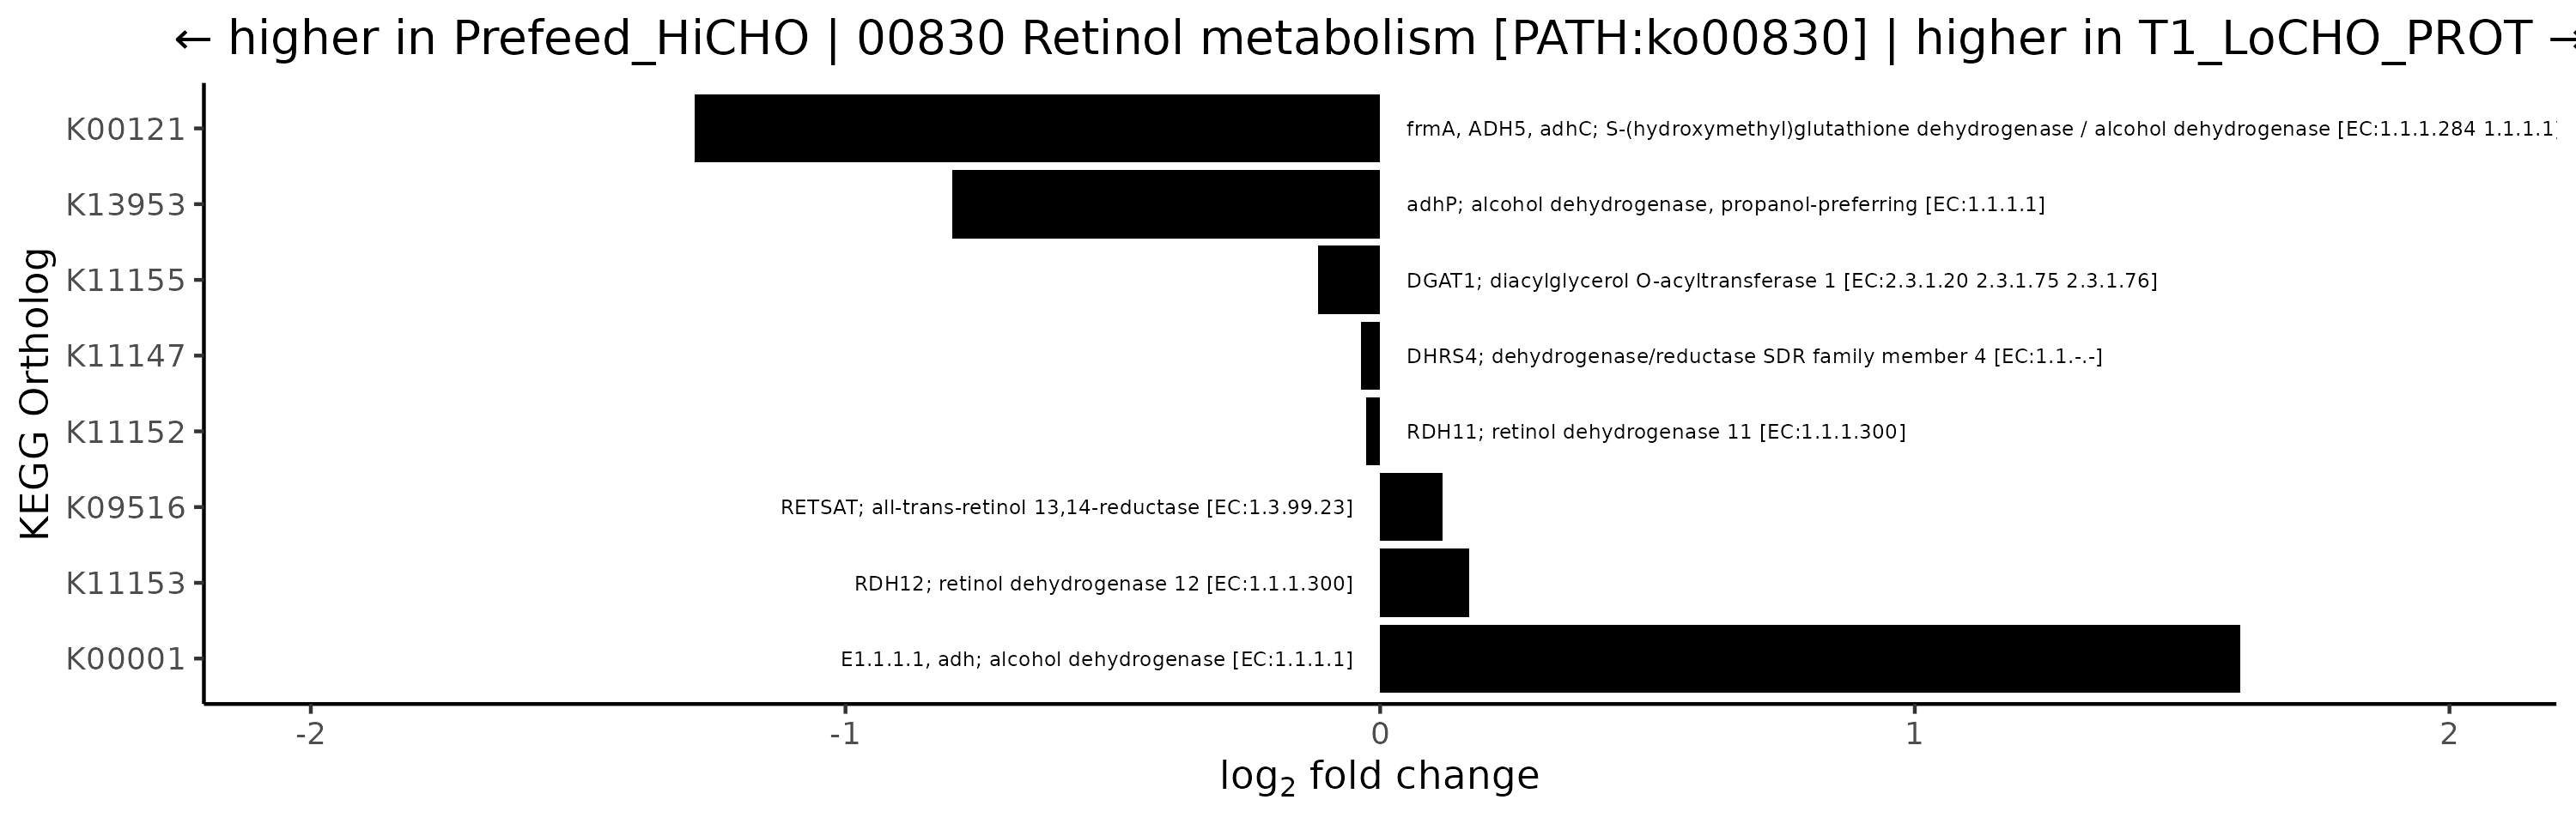 ← higher in Prefeed_HiCHO | 00830 Retinol metabolism [PATH:ko00830] | higher in T1_LoCHO_PROT →
KEGG Ortholog
K00121
frmA, ADH5, adhC; S-(hydroxymethyl)glutathione dehydrogenase / alcohol dehydrogenase [EC:1.1.1.284 1.1.1.1]
K13953
adhP; alcohol dehydrogenase, propanol-preferring [EC:1.1.1.1]
K11155
DGAT1; diacylglycerol O-acyltransferase 1 [EC:2.3.1.20 2.3.1.75 2.3.1.76]
K11147
DHRS4; dehydrogenase/reductase SDR family member 4 [EC:1.1.-.-]
K11152
RDH11; retinol dehydrogenase 11 [EC:1.1.1.300]
K09516
RETSAT; all-trans-retinol 13,14-reductase [EC:1.3.99.23]
K11153
RDH12; retinol dehydrogenase 12 [EC:1.1.1.300]
K00001
E1.1.1.1, adh; alcohol dehydrogenase [EC:1.1.1.1]
-2 -1 0 1 2
log2 fold change